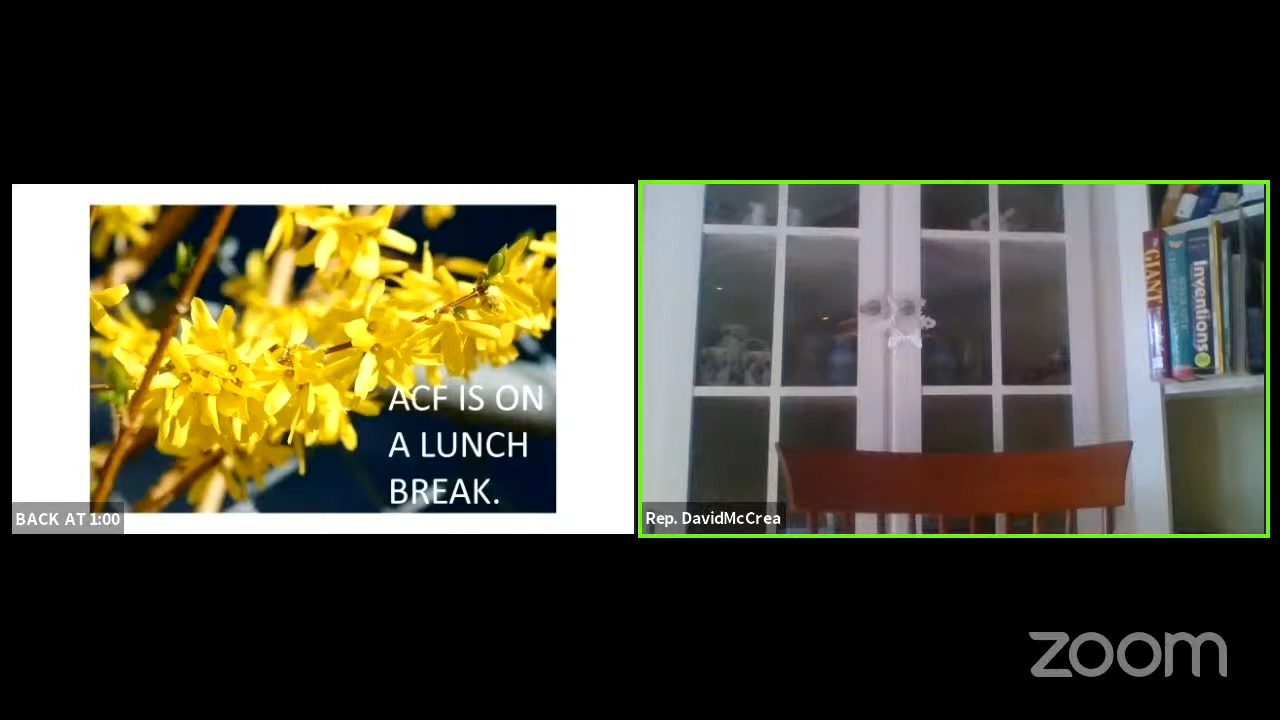 ACF IS ON
A LUNCH
BREAK.
BACK AT 1:00
Rep. DavidMcCrea
GIANT
Inventions
zoom